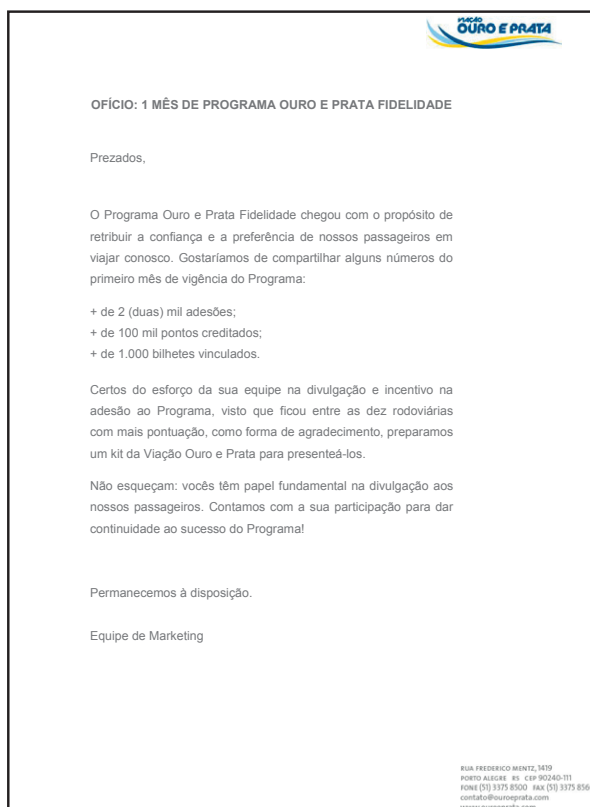 VIAÇÃO
OURO E PRATA
OFÍCIO: 1 MÊS DE PROGRAMA OURO E PRATA FIDELIDADE
Prezados,
O Programa Ouro e Prata Fidelidade chegou com o propósito de
retribuir a confiança e a preferência de nossos passageiros em
viajar conosco. Gostaríamos de compartilhar alguns números do
primeiro mês de vigência do Programa:
+ de 2 (duas) mil adesões;
+ de 100 mil pontos creditados;
+ de 1.000 bilhetes vinculados.
Certos do esforço da sua equipe na divulgação e incentivo na
adesão ao Programa, visto que ficou entre as dez rodoviárias
com mais pontuação, como forma de agradecimento, preparamos
um kit da Viação Ouro e Prata para presenteá-los.
Não esqueçam: vocês têm papel fundamental na divulgação aos
nossos passageiros. Contamos com a sua participação para dar
continuidade ao sucesso do Programa!
Permanecemos à disposição.
Equipe de Marketing
RUA FREDERICO MENTZ, 1419
PORTO ALEGRE RS CEP 90240-111
FONE (51) 3375 8500 FAX (51) 3375 856
contato@ouroeprata.com